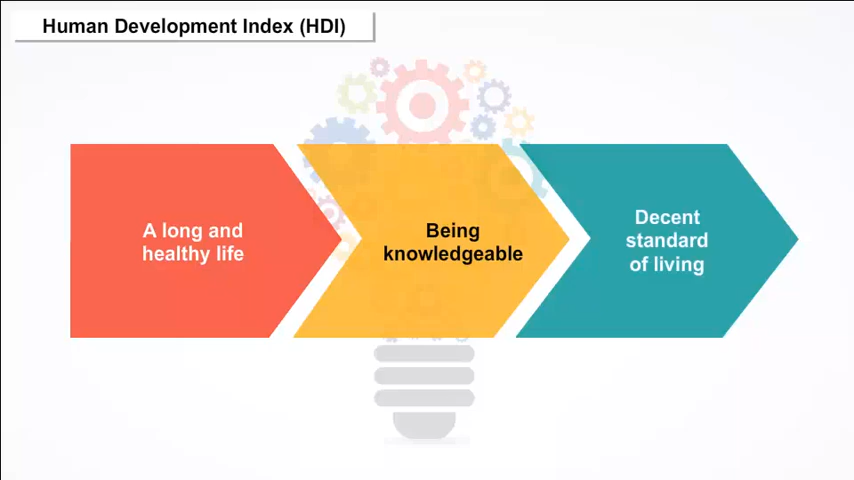 Human Development Index (HDI)
A long and
healthy life
Being
knowledgeable
Decent
standard
of living